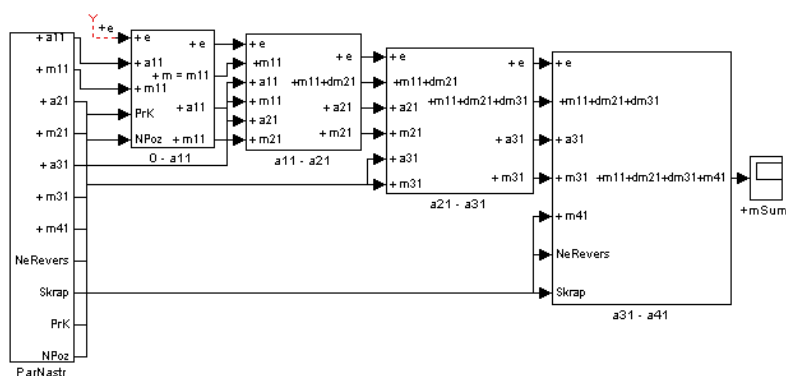 + a11
+ m11
+ a21
+ m21
+ a31
+ m31
+ m41
NeRevers
Skrap
PrK
NPoz
ParNastr
+e
+ e
+ a11
+ m11
PrK
NPoz
+ e
+ m = m11
+ a11
+ m11
0 - a11
+ e
+m11
+ a11
+ m11
+ a21
+ m21
+ e
+m11+dm21
+ a21
+ m21
a11 - a21
+ e
+m11+dm21
+ a21
+ m21
+ a31
+ m31
+ e
+m11+dm21+dm31
+ a31
+ m31
a21 - a31
+ e
+m11+dm21+dm31
+ a31
+ m31
+ m41
NeRevers
Skrap
+m11+dm21+dm31+m41
a31 - a41
+mSum